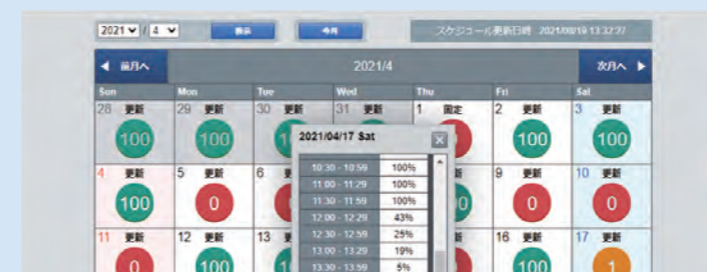 2021 / 4 表示 今月 スケジュール更新日時 2021/08/19 13:32:27
◀ 前月へ 2021/4 次月へ ▶
Sun Mon Tue Wed Thu Fri Sat
28 更新 29 更新 30 更新 31 更新 1 固定 2 更新 3 更新
100 100 100 100
2021/04/17 Sat
10:30 - 10:59 100%
11:00 - 11:29 100%
11:30 - 11:59 100%
12:00 - 12:29 43%
12:30 - 12:59 25%
13:00 - 13:29 19%
13:30 - 13:59 5%
4 更新 5 更新 6 9 更新 10 更新
100 0 0 0
11 更新 12 更新 13 16 更新 17 更新
0 100 100 1